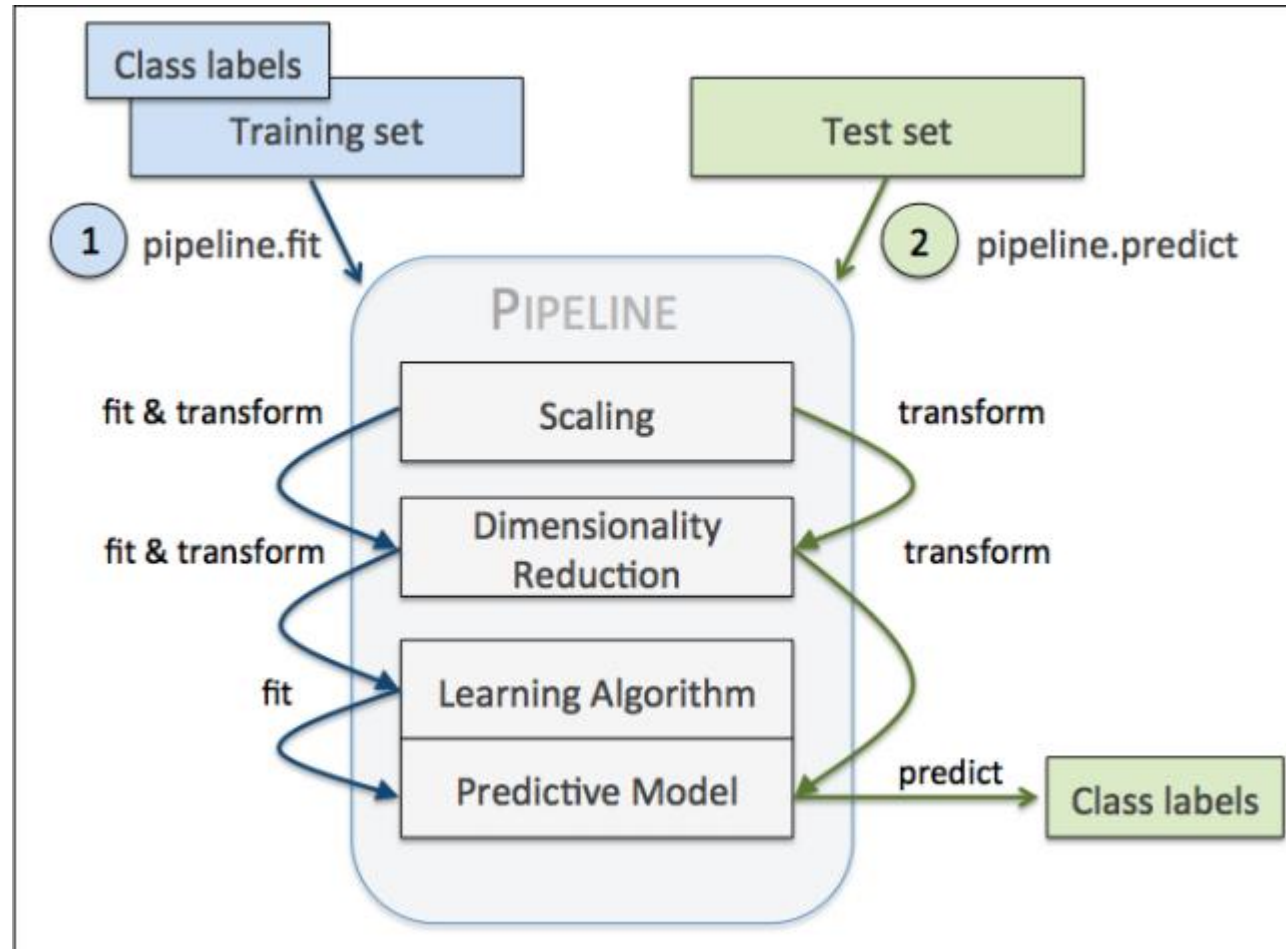 Class labels
Training set
Test set
1
pipeline.fit
2
pipeline.predict
PIPELINE
fit & transform
Scaling
transform
fit & transform
Dimensionality
Reduction
transform
fit
Learning Algorithm
Predictive Model
predict
Class labels